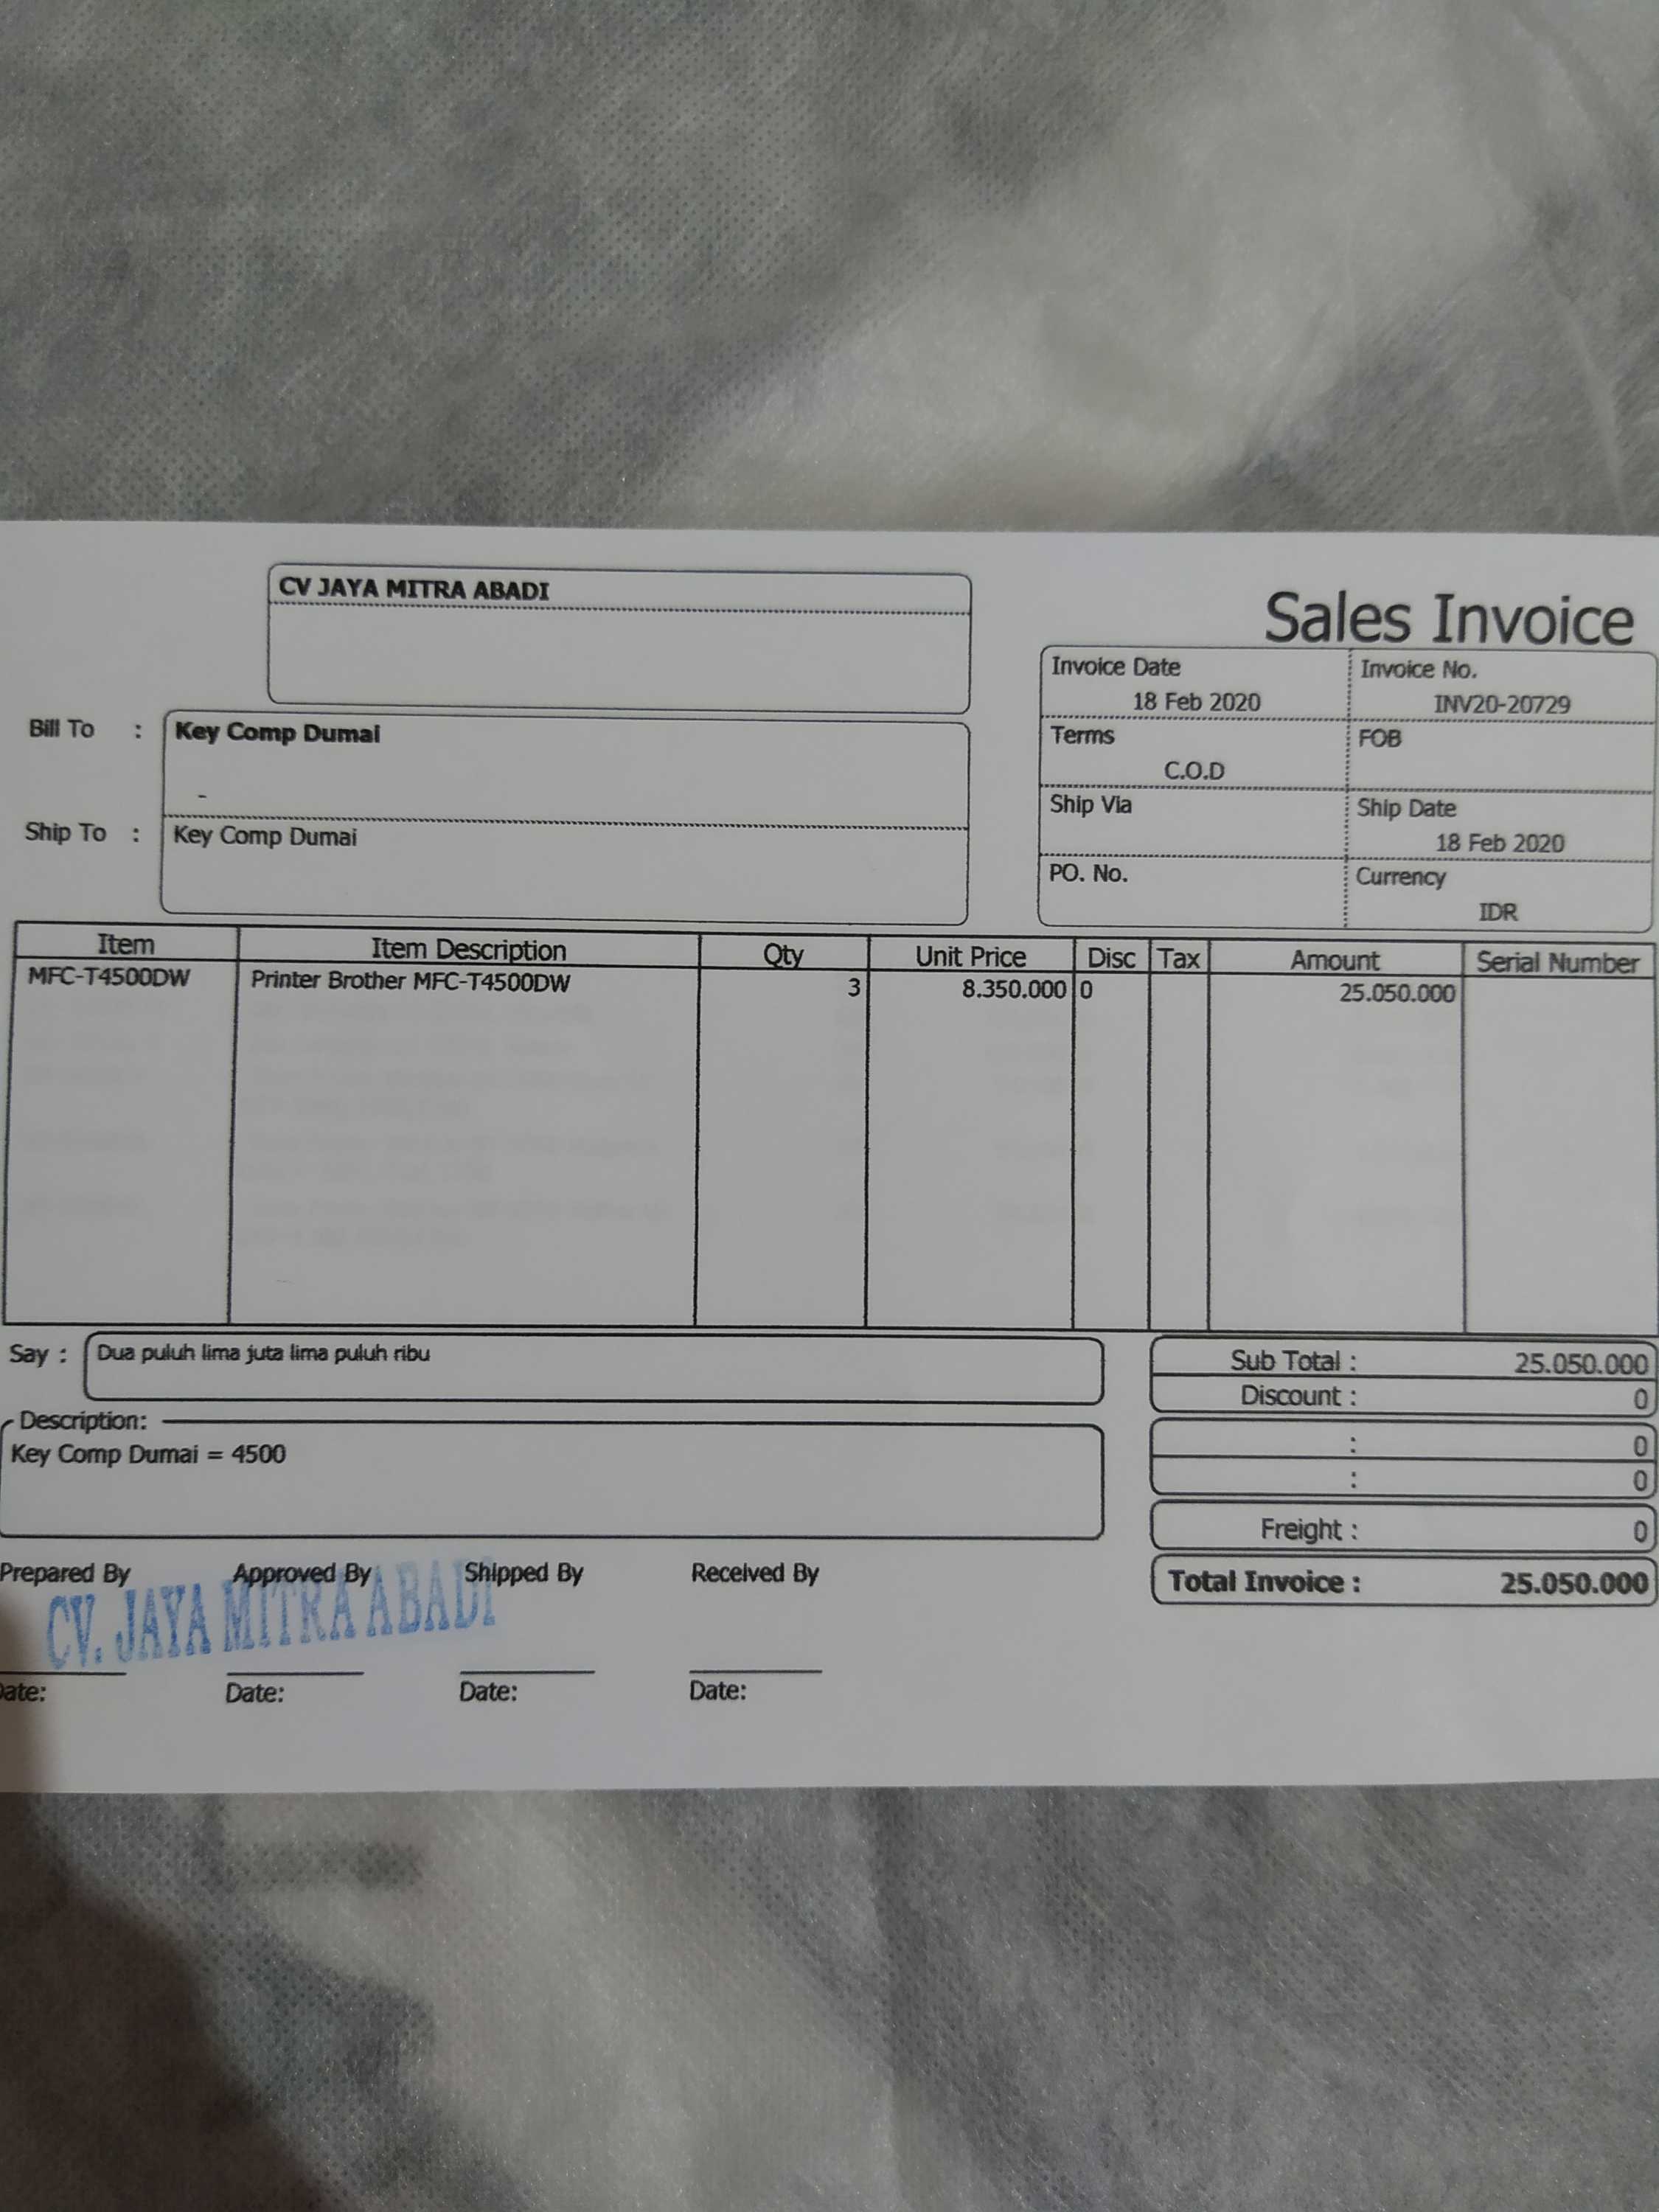 CV JAYA MITRA ABADI
Sales Invoice
Invoice Date Invoice No.
18 Feb 2020 INV20-20729
Bill To : Key Comp Dumai
Terms FOB
C.O.D
-
Ship Via Ship Date
18 Feb 2020
Ship To : Key Comp Dumai
PO. No. Currency
IDR
Item Item Description Qty Unit Price Disc Tax Amount Serial Number
MFC-T4500DW Printer Brother MFC-T4500DW 3 8.350.000 0 25.050.000
Say : Dua puluh lima juta lima puluh ribu
Sub Total : 25.050.000
Discount : 0
: 0
: 0
Freight : 0
Total Invoice : 25.050.000
Description:
Key Comp Dumai = 4500
Prepared By Approved By Shipped By Received By
CV. JAYA MITRA ABADI
Date: Date: Date: Date: